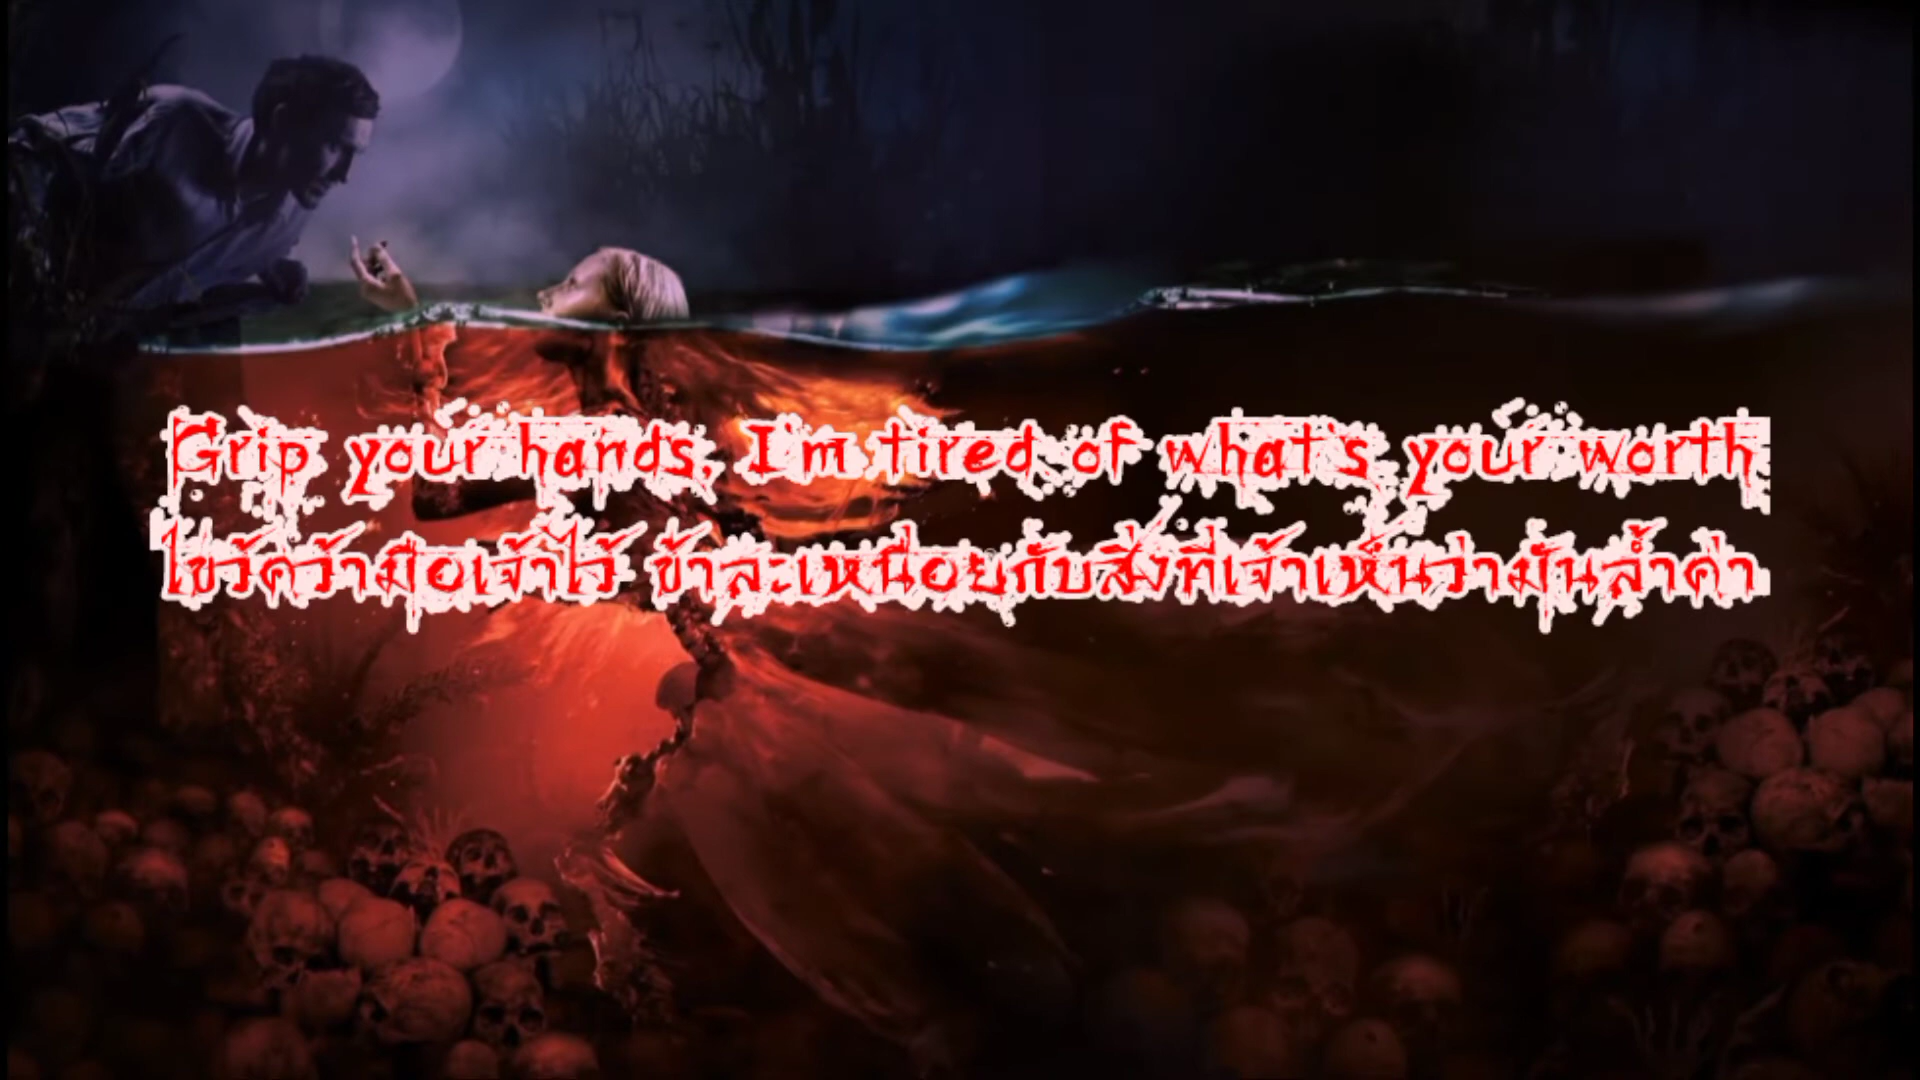 Grip your hands, I'm tired of what's your worth
ไขว้คว้ามือเจ้าไว้ ข้าละเหนื่อยกับสิ่งที่เจ้าเห็นว่ามันล้ำค่า